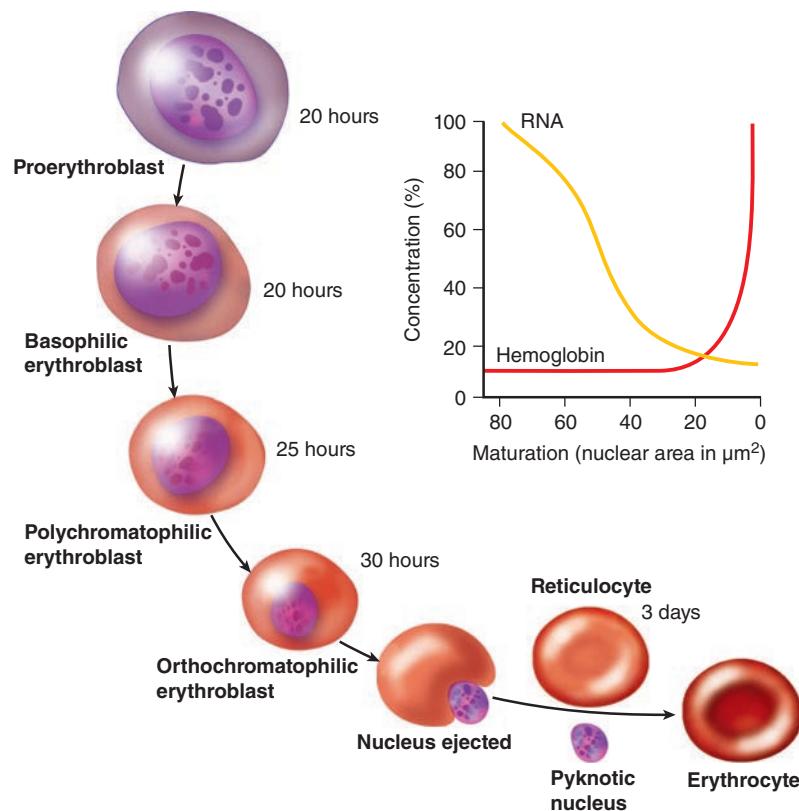 20 hours
Proerythroblast
20 hours
Basophilic
erythroblast
25 hours
Polychromatophilic
erythroblast
30 hours
Orthochromatophilic
erythroblast
Nucleus ejected
Reticulocyte
3 days
Pyknotic
nucleus
Erythrocyte
Concentration (%)
100
80
60
40
20
0
RNA
Hemoglobin
80 60 40 20 0
Maturation (nuclear area in µm²)